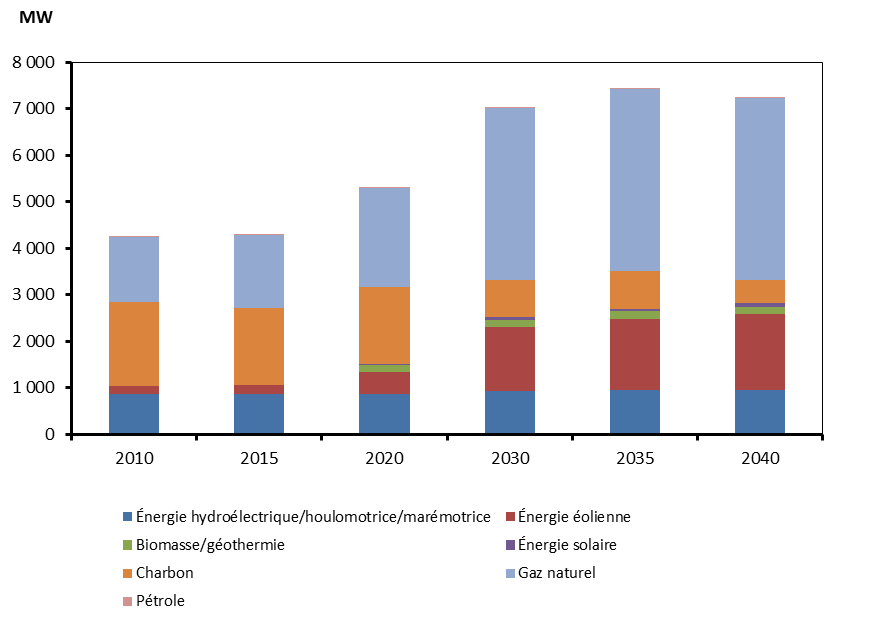 MW
8 000
7 000
6 000
5 000
4 000
3 000
2 000
1 000
0
2010 2015 2020 2030 2035 2040
Énergie hydroélectrique/houlomotrice/marémotrice Énergie éolienne
Biomasse/géothermie Énergie solaire
Charbon Gaz naturel
Pétrole